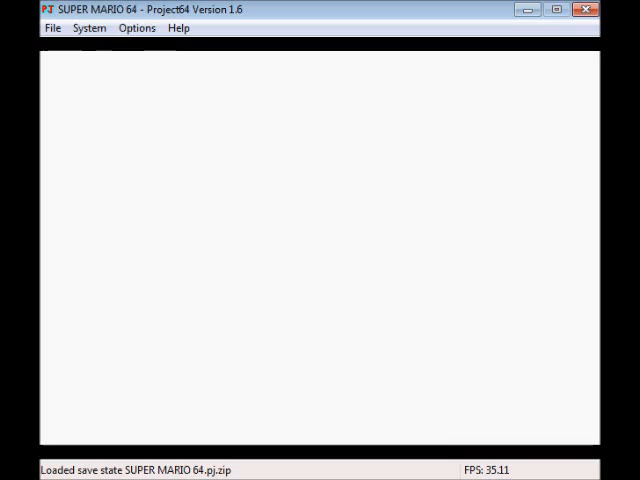 PJ SUPER MARIO 64 - Project64 Version 1.6
File System Options Help
Loaded save state SUPER MARIO 64.pj.zip FPS: 35.11